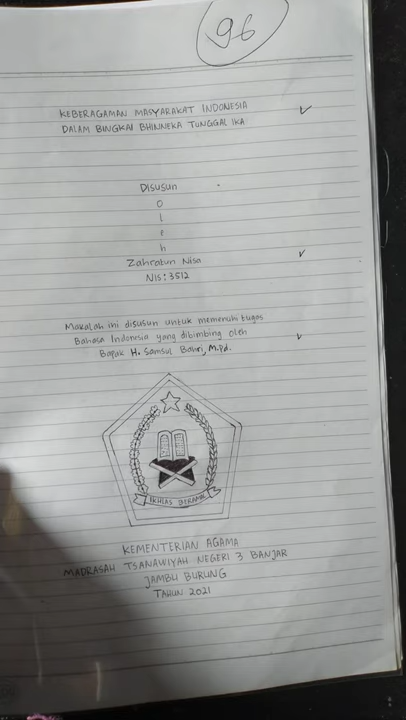 96
KEBERAGAMAN MASYARAKAT INDONESIA
DALAM BINGKAI BHINNEKA TUNGGAL IKA
Disusun
O
l
e
h
Zahratun Nisa
NIS: 3512
Makalah ini disusun untuk memenuhi tugas
Bahasa Indonesia yang dibimbing oleh
Bapak H. Samsul Bahri, M.Pd.
IKHLAS BERAMAL
KEMENTERIAN AGAMA
MADRASAH TSANAWIYAH NEGERI 3 BANJAR
JAMBU BURUNG
TAHUN 2021